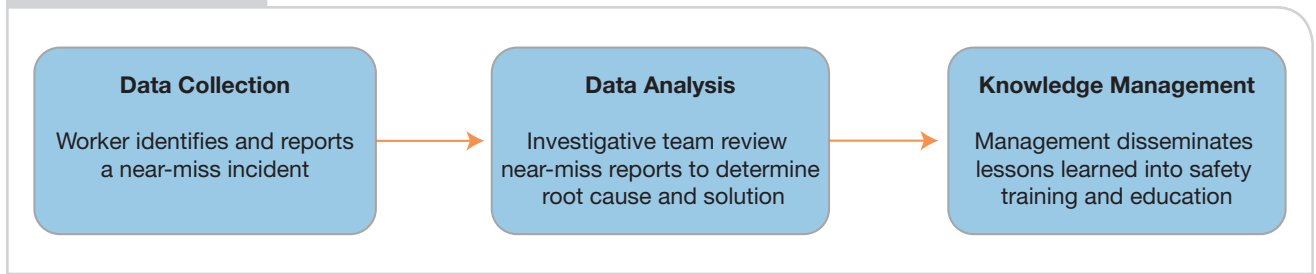 Data Collection
Worker identifies and reports
a near-miss incident
Data Analysis
Investigative team review
near-miss reports to determine
root cause and solution
Knowledge Management
Management disseminates
lessons learned into safety
training and education